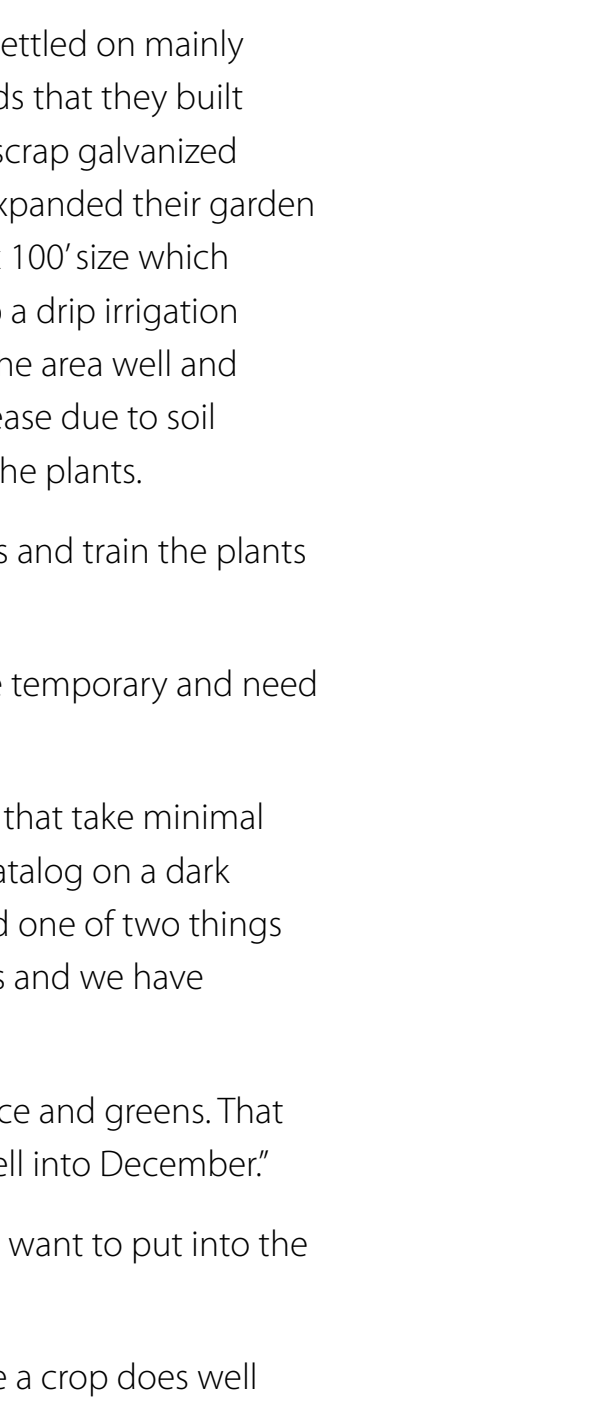 ettled on mainly
ds that they built
scrap galvanized
xpanded their garden
100’ size which
a drip irrigation
he area well and
ease due to soil
he plants.
s and train the plants
temporary and need
that take minimal
atalog on a dark
d one of two things
s and we have
ce and greens. That
ell into December.”
want to put into the
e a crop does well